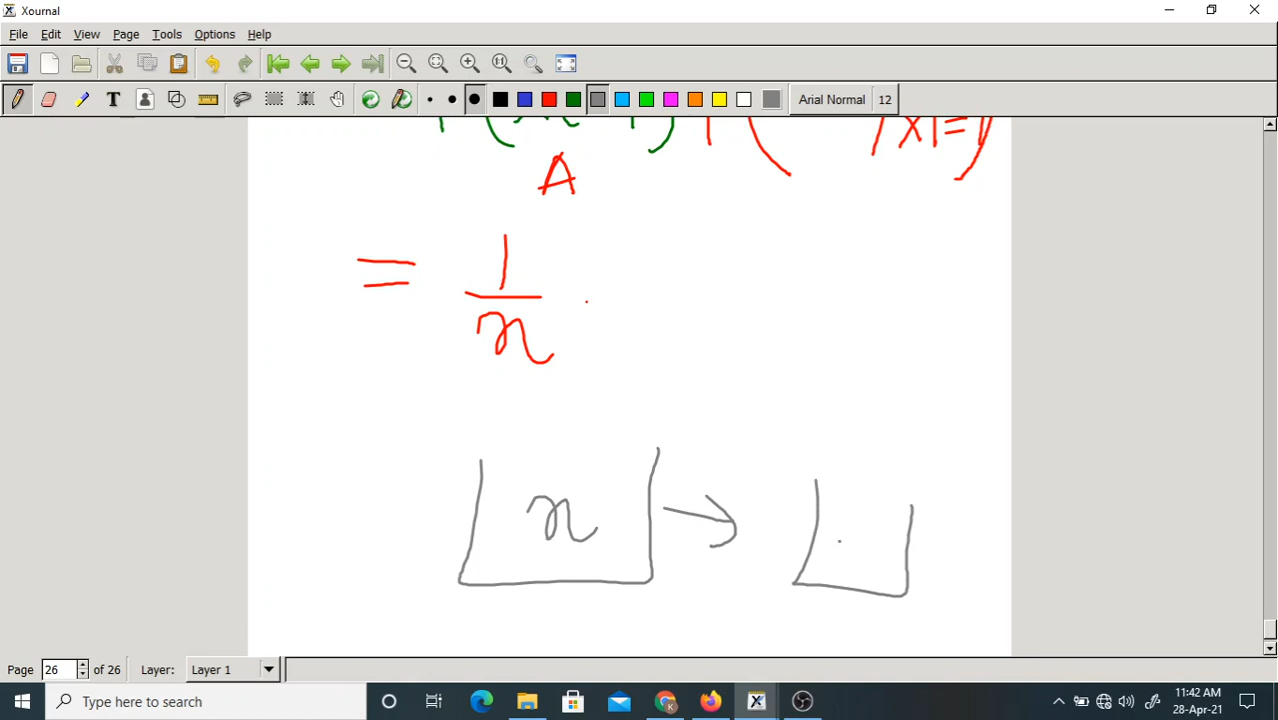 Xournal
File Edit View Page Tools Options Help
T Arial Normal 12
A
= 1
n
n →
Page 26 of 26 Layer: Layer 1
Type here to search
11:42 AM
28-Apr-21